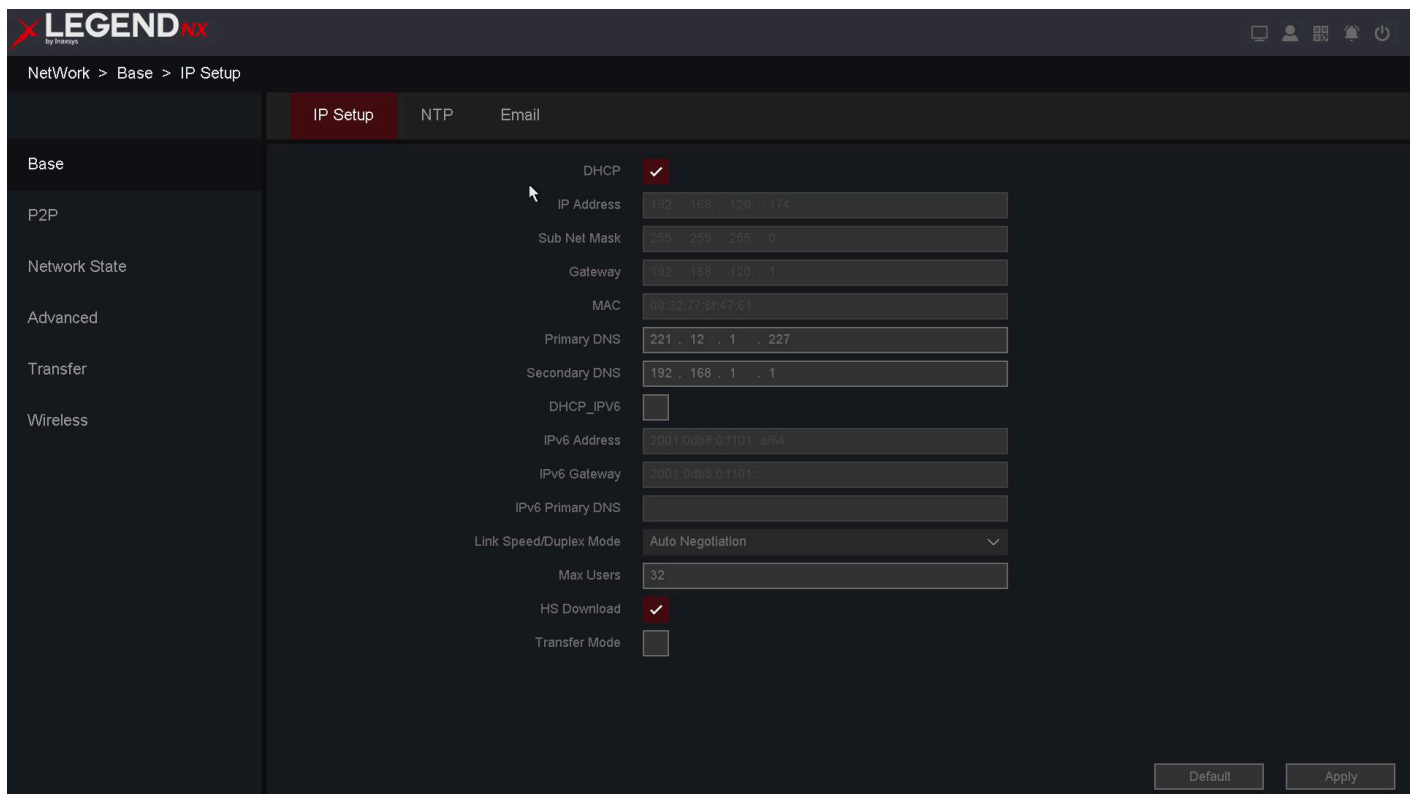 LEGEND NX
by Inaxsys
NetWork > Base > IP Setup
IP Setup NTP Email
Base
P2P
Network State
Advanced
Transfer
Wireless
DHCP
IP Address 192 . 168 . 120 . 174
Sub Net Mask 255 . 255 . 255 . 0
Gateway 192 . 168 . 120 . 1
MAC 00:32:77:6f:47:61
Primary DNS 221 . 12 . 1 . 227
Secondary DNS 192 . 168 . 1 . 1
DHCP_IPV6
IPv6 Address 2001:0db8:0:f101::a/64
IPv6 Gateway 2001:0db8:0:f101::
IPv6 Primary DNS
Link Speed/Duplex Mode Auto Negotiation
Max Users 32
HS Download
Transfer Mode
Default Apply